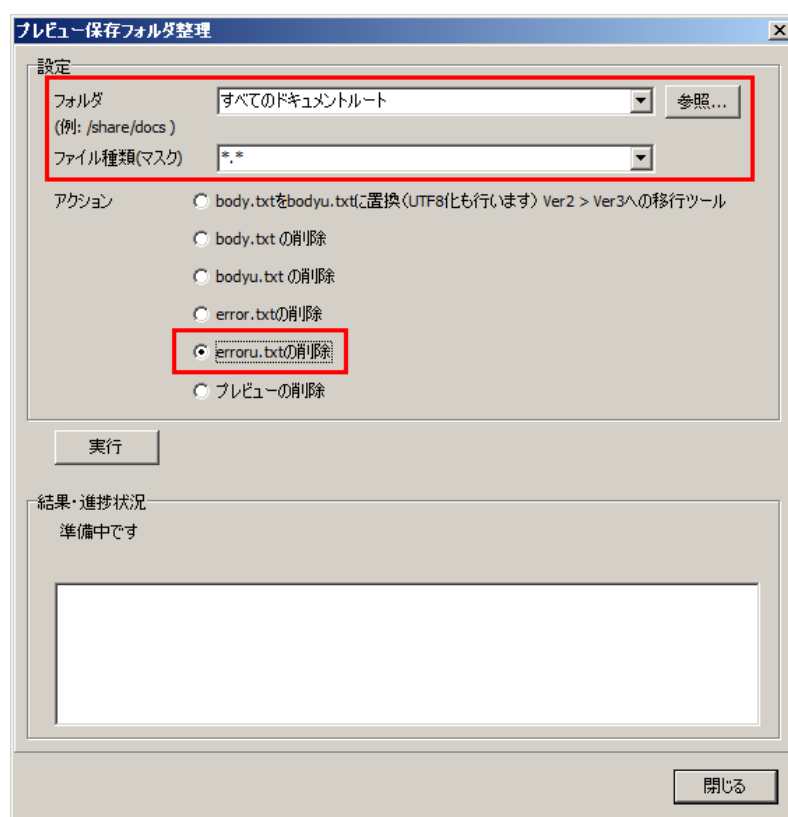 プレビュー保存フォルダ整理
設定
フォルダ すべてのドキュメントルート 参照...
(例: /share/docs )
ファイル種類(マスク) *.*
アクション body.txtをbodyu.txtに置換(UTF8化も行います) Ver2 > Ver3への移行ツール
body.txt の削除
bodyu.txt の削除
error.txtの削除
erroru.txtの削除
プレビューの削除
実行
結果・進捗状況
準備中です
閉じる